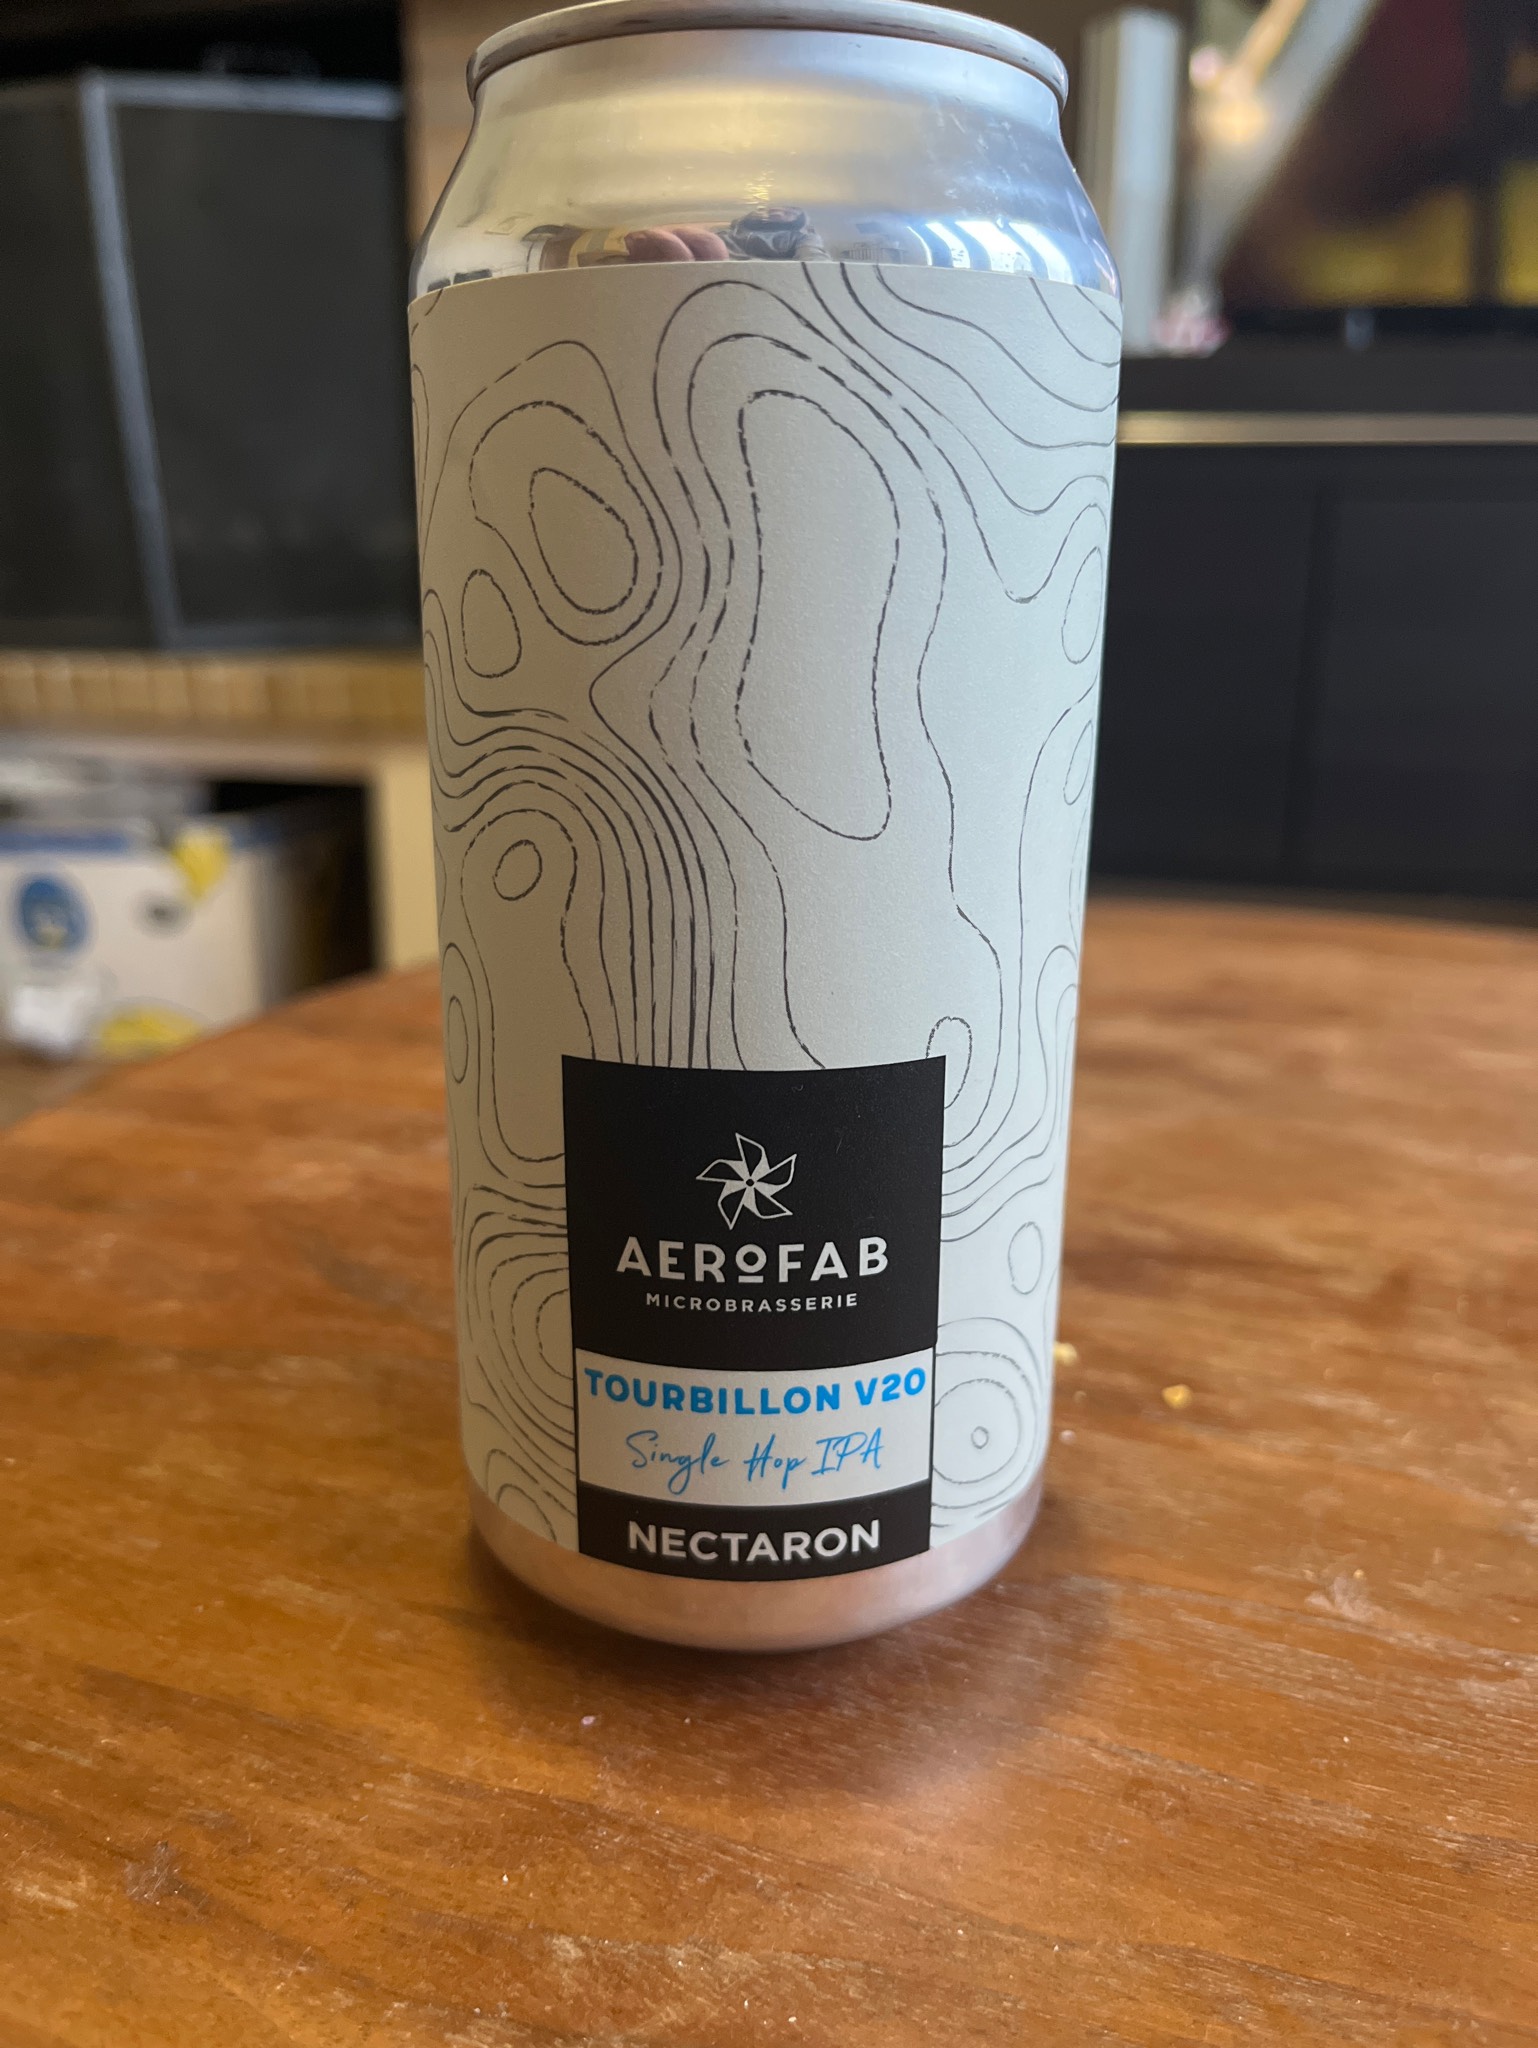 AEROFAB
MICROBRASSERIE
TOURBILLON V20
Single Hop IPA
NECTARON